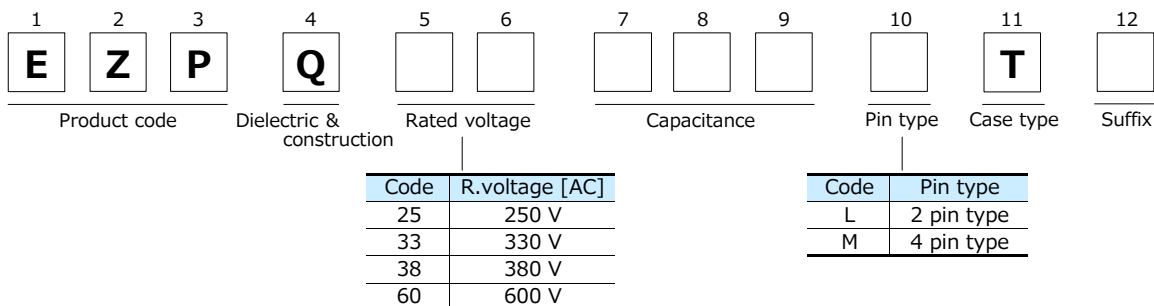 1 2 3 4 5 6 7 8 9 10 11 12
E Z P Q T
Product code Dielectric & construction Rated voltage Capacitance Pin type Case type Suffix
Code R.voltage [AC]
25 250 V
33 330 V
38 380 V
60 600 V
Code Pin type
L 2 pin type
M 4 pin type